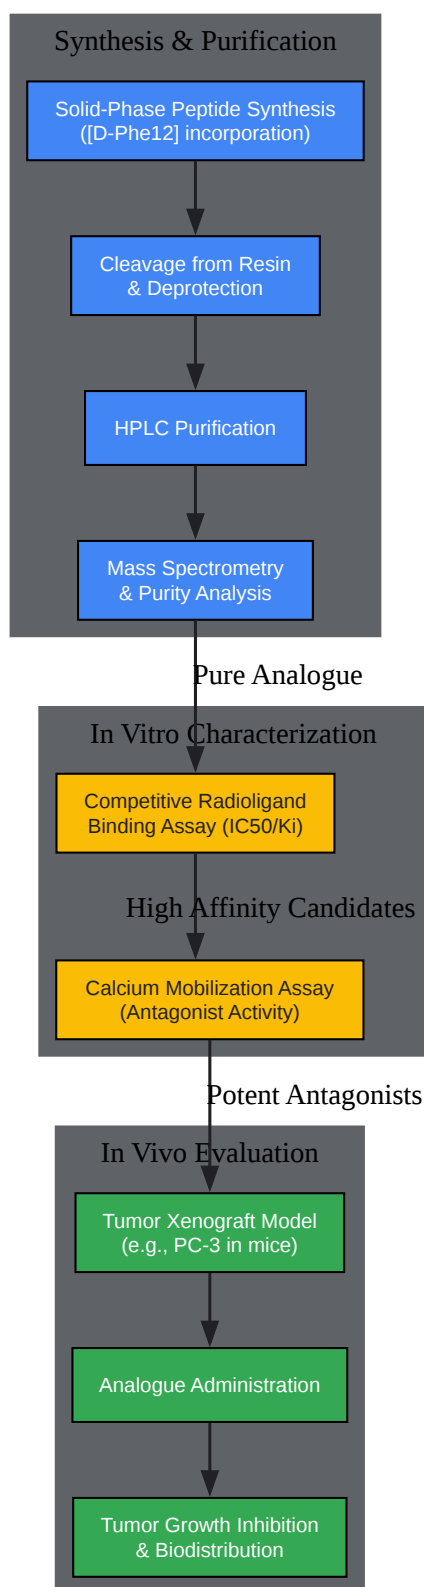 Synthesis & Purification
Solid-Phase Peptide Synthesis
([D-Phe12] incorporation)
Cleavage from Resin
& Deprotection
HPLC Purification
Mass Spectrometry
& Purity Analysis
Pure Analogue
In Vitro Characterization
Competitive Radioligand
Binding Assay (IC50/Ki)
High Affinity Candidates
Calcium Mobilization Assay
(Antagonist Activity)
Potent Antagonists
In Vivo Evaluation
Tumor Xenograft Model
(e.g., PC-3 in mice)
Analogue Administration
Tumor Growth Inhibition
& Biodistribution